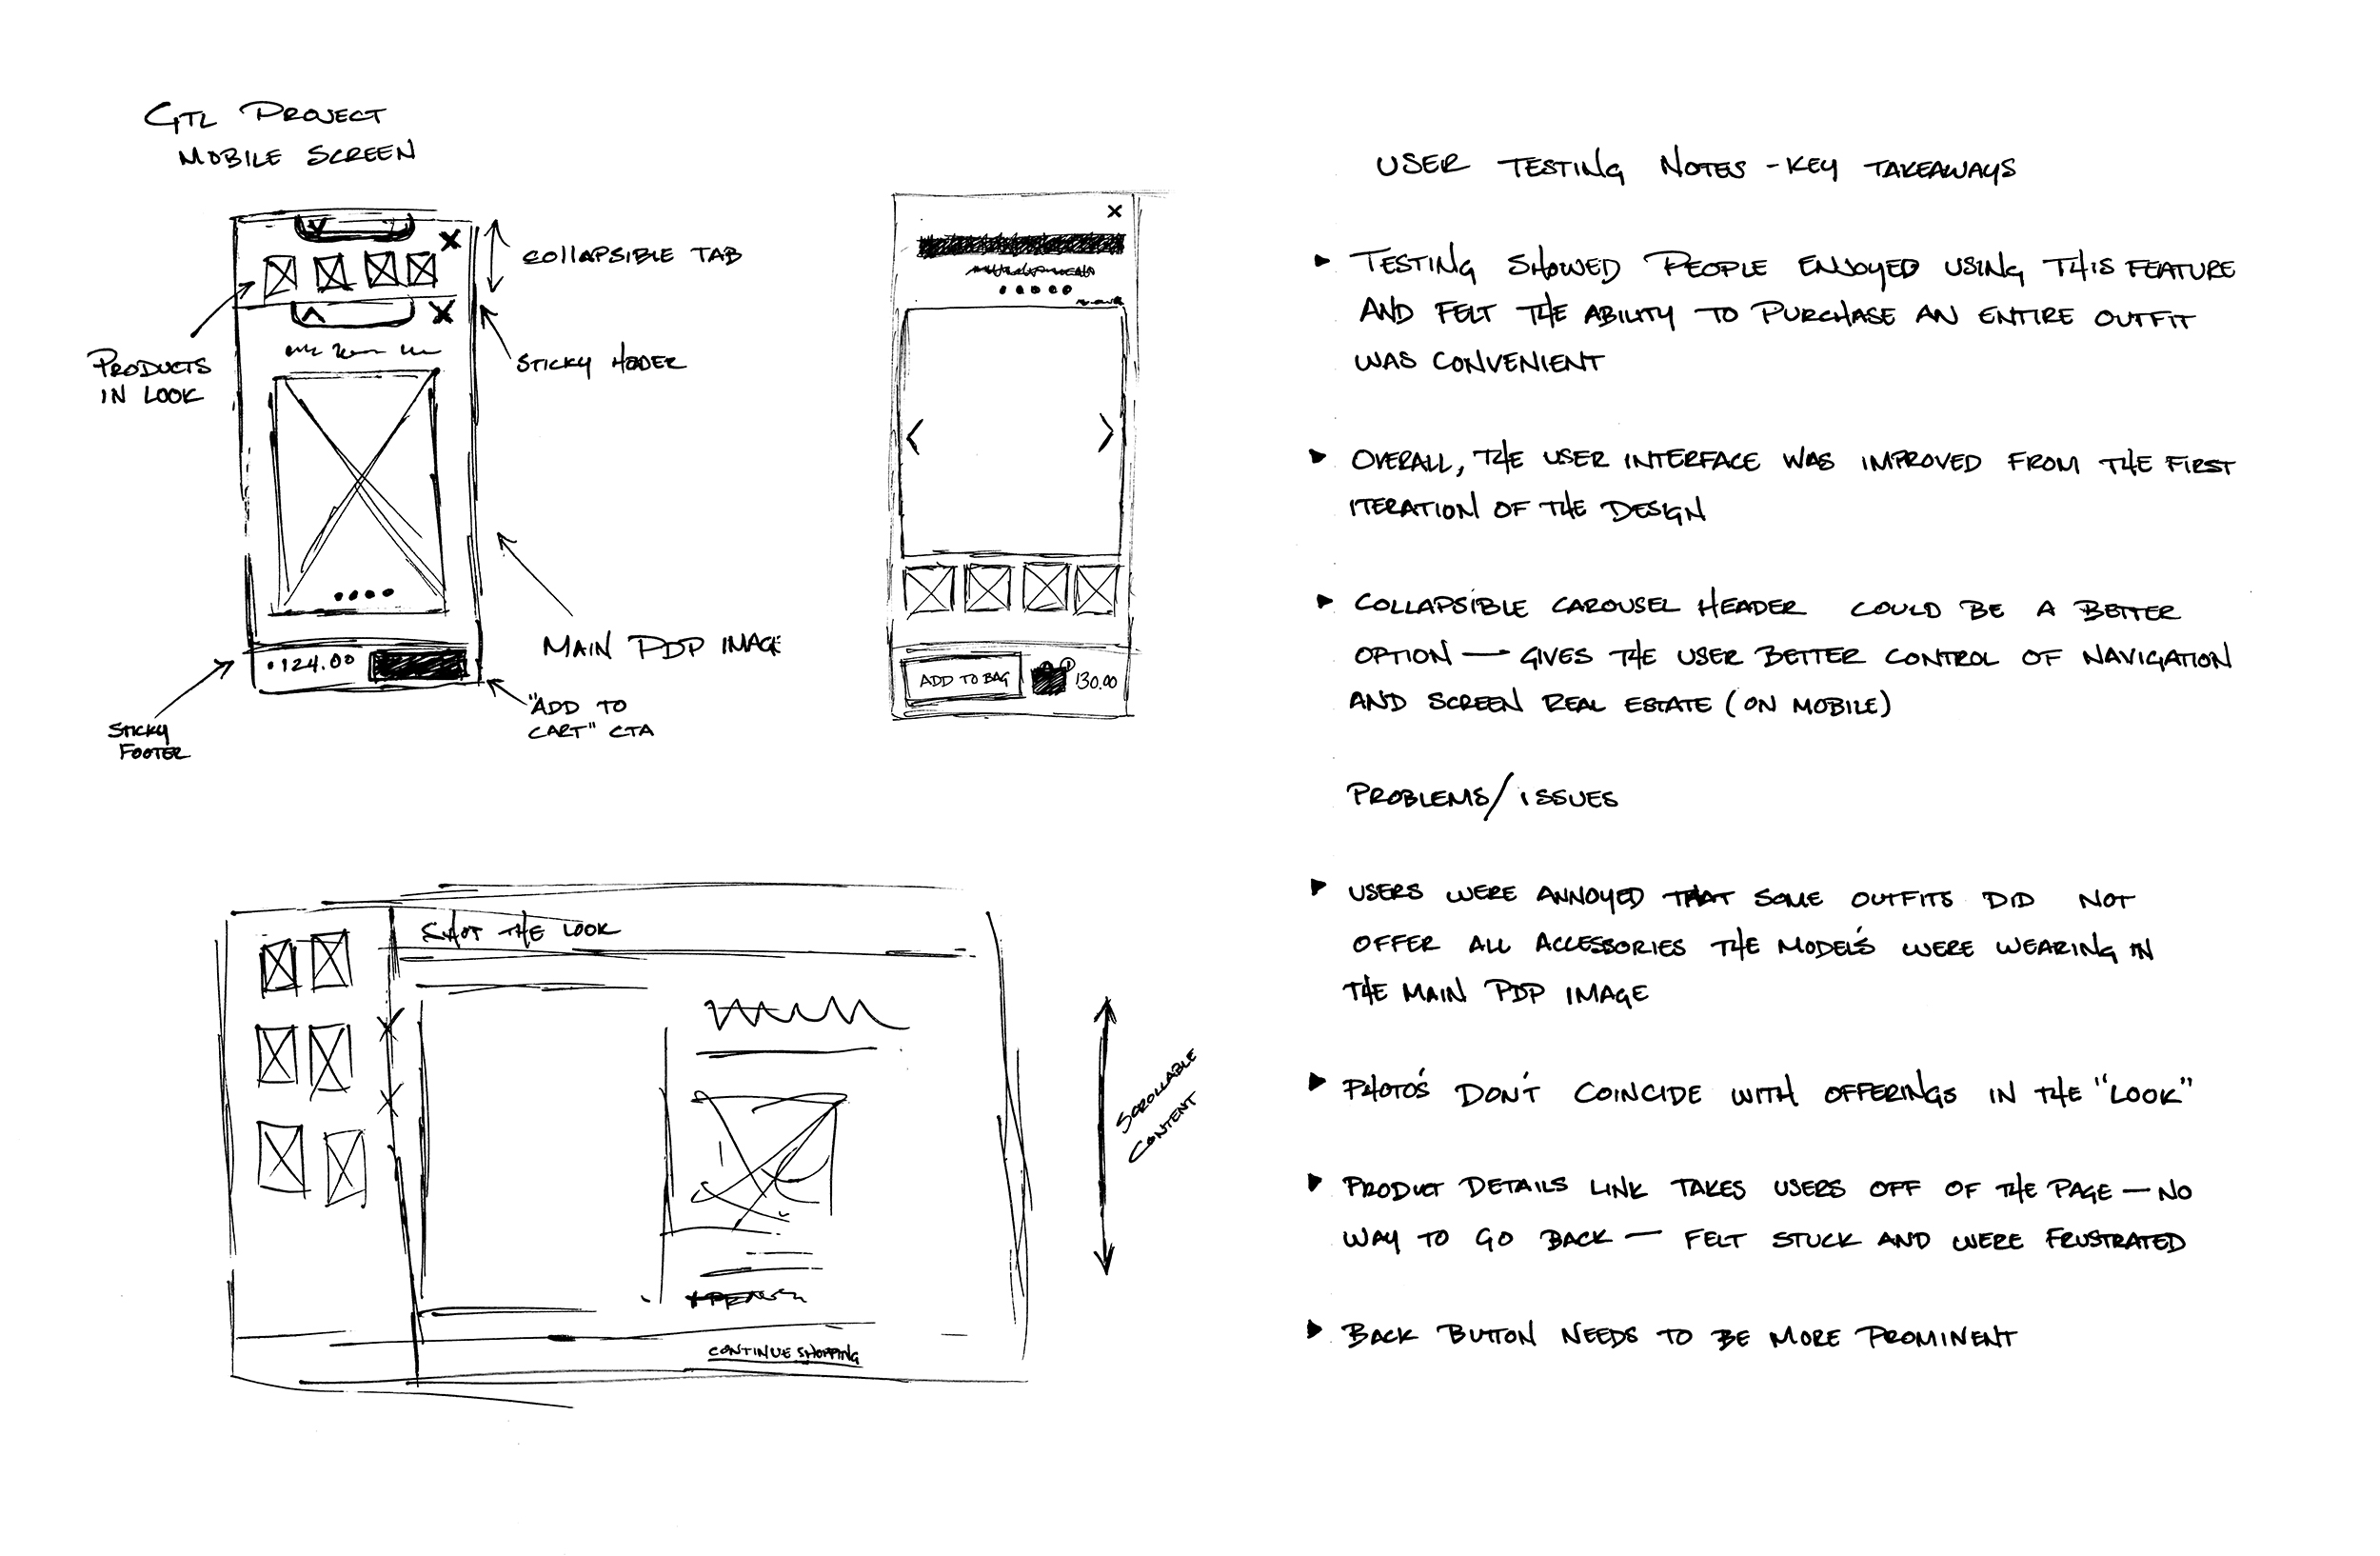 GTL PROJECT
MOBILE SCREEN
COLLAPSIBLE TAB
PRODUCTS
IN LOOK
STICKY HEADER
MAIN PDP IMAGE
124.00
STICKY
FOOTER
"ADD TO
CART" CTA
ADD TO BAG
130.00
THE LOOK
SCROLLABLE
CONTENT
CONTINUE SHOPPING
USER TESTING NOTES - KEY TAKEAWAYS
▸ TESTING SHOWED PEOPLE ENJOYED USING THIS FEATURE
AND FELT THE ABILITY TO PURCHASE AN ENTIRE OUTFIT
WAS CONVENIENT
▸ OVERALL, THE USER INTERFACE WAS IMPROVED FROM THE FIRST
ITERATION OF THE DESIGN
▸ COLLAPSIBLE CAROUSEL HEADER COULD BE A BETTER
OPTION — GIVES THE USER BETTER CONTROL OF NAVIGATION
AND SCREEN REAL ESTATE (ON MOBILE)
PROBLEMS/ISSUES
▸ USERS WERE ANNOYED THAT SOME OUTFITS DID NOT
OFFER ALL ACCESSORIES THE MODEL'S WERE WEARING IN
THE MAIN PDP IMAGE
▸ PHOTO'S DON'T COINCIDE WITH OFFERINGS IN THE "LOOK"
▸ PRODUCT DETAILS LINK TAKES USERS OFF OF THE PAGE — NO
WAY TO GO BACK — FELT STUCK AND WERE FRUSTRATED
▸ BACK BUTTON NEEDS TO BE MORE PROMINENT